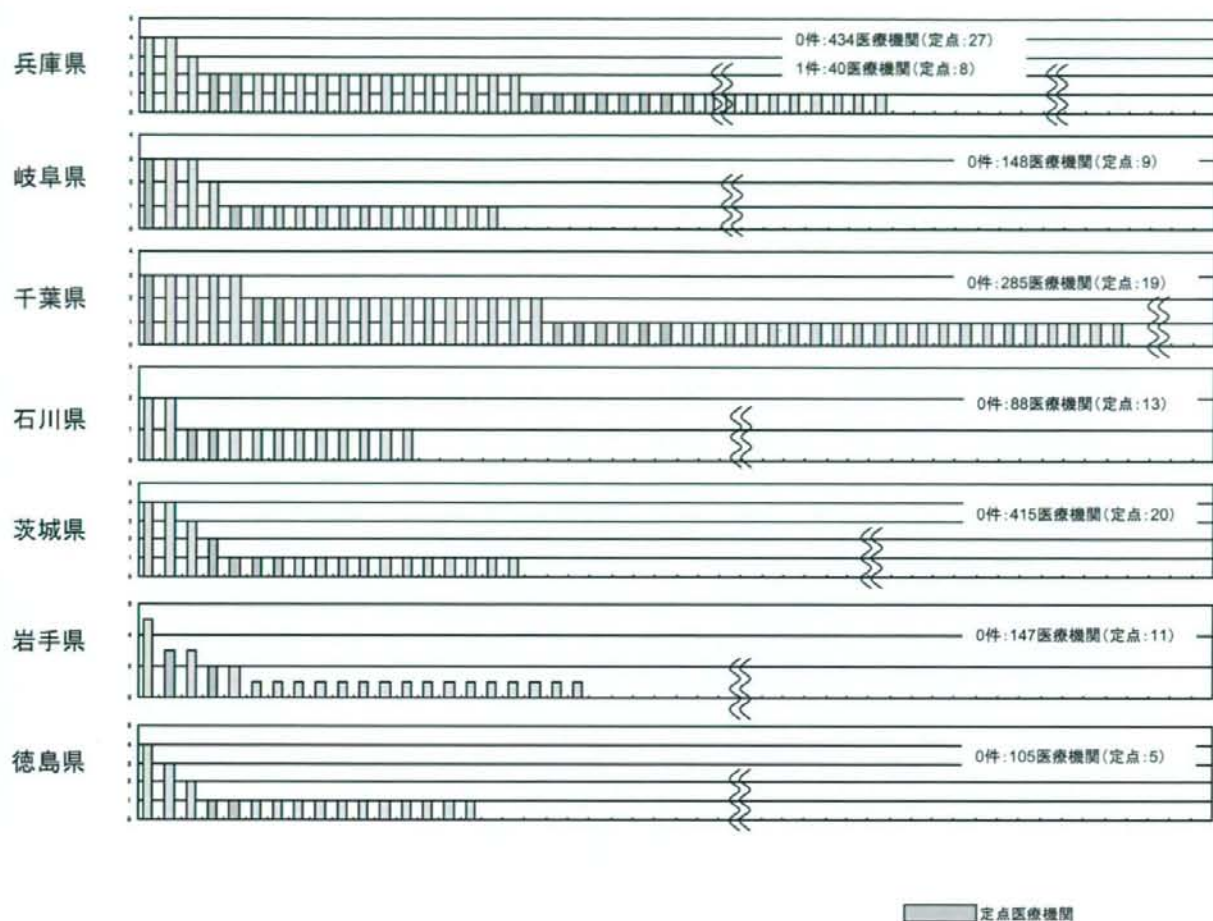 兵庫県
0件:434医療機関(定点:27)
1件:40医療機関(定点:8)
岐阜県
0件:148医療機関(定点:9)
千葉県
0件:285医療機関(定点:19)
石川県
0件:88医療機関(定点:13)
茨城県
0件:415医療機関(定点:20)
岩手県
0件:147医療機関(定点:11)
徳島県
0件:105医療機関(定点:5)
定点医療機関